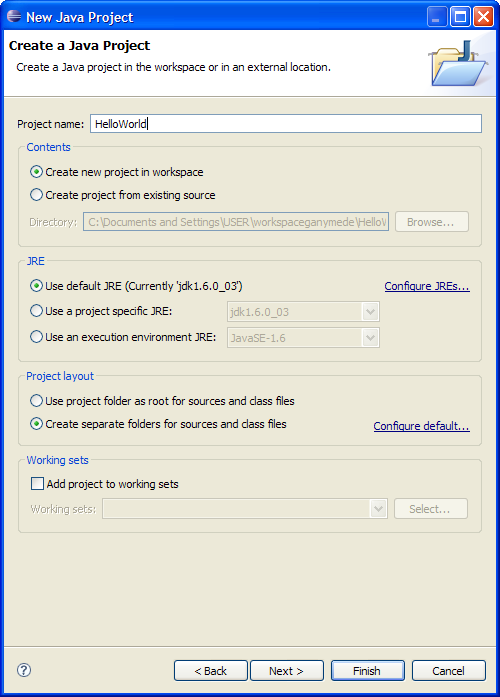 New Java Project
Create a Java Project
Create a Java project in the workspace or in an external location.
Project name: HelloWorld
Contents
Create new project in workspace
Create project from existing source
Directory: C:\Documents and Settings\USER\workspaceganymede\Hello Browse...
JRE
Use default JRE (Currently 'jdk1.6.0_03') Configure JREs...
Use a project specific JRE: jdk1.6.0_03
Use an execution environment JRE: JavaSE-1.6
Project layout
Use project folder as root for sources and class files
Create separate folders for sources and class files Configure default...
Working sets
Add project to working sets
Working sets: Select...
? < Back Next > Finish Cancel